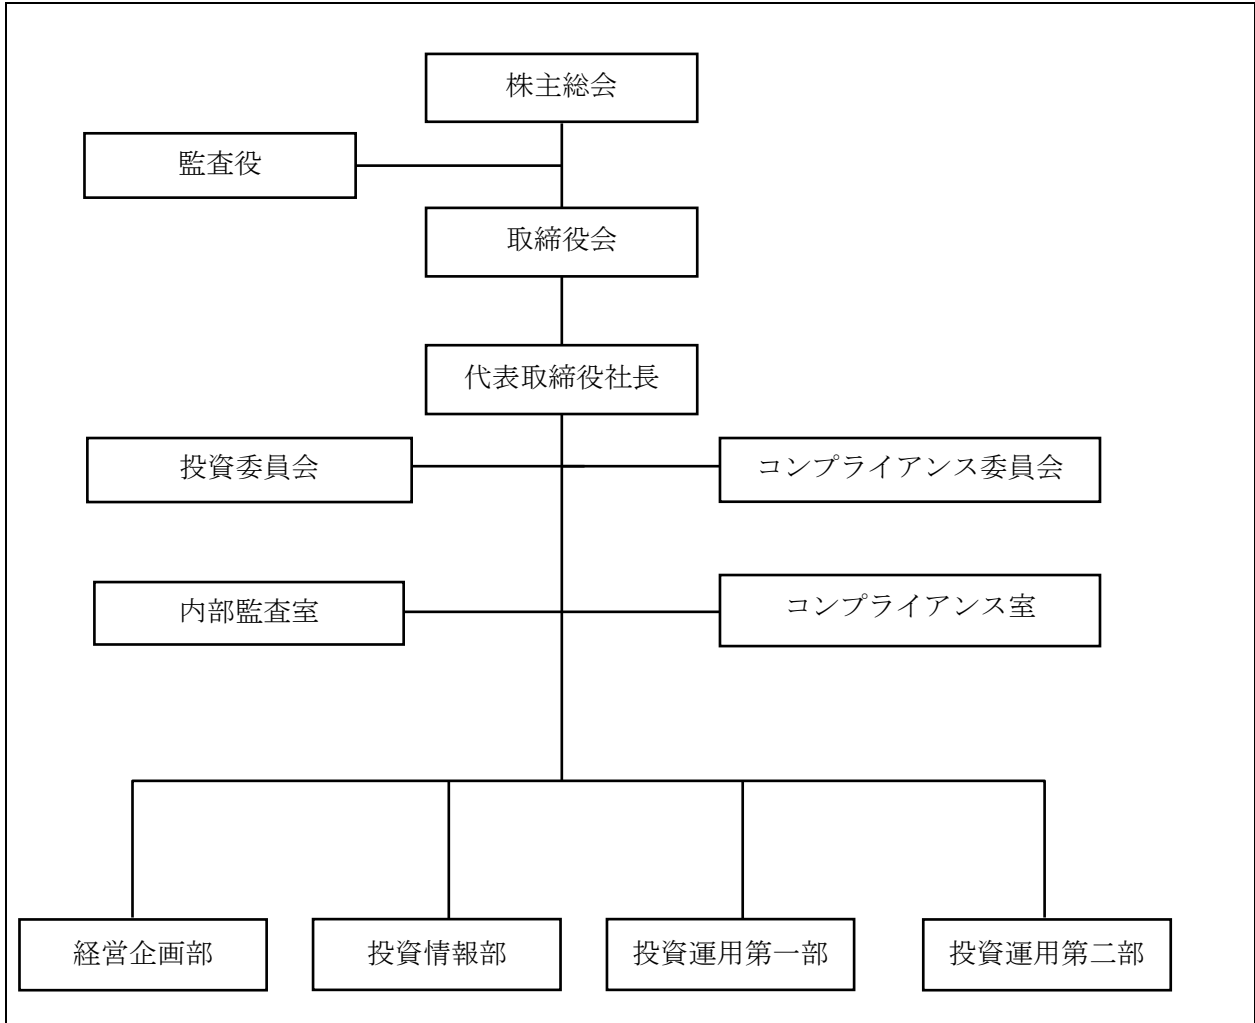 株主総会
監査役
取締役会
代表取締役社長
投資委員会
コンプライアンス委員会
内部監査室
コンプライアンス室
経営企画部
投資情報部
投資運用第一部
投資運用第二部